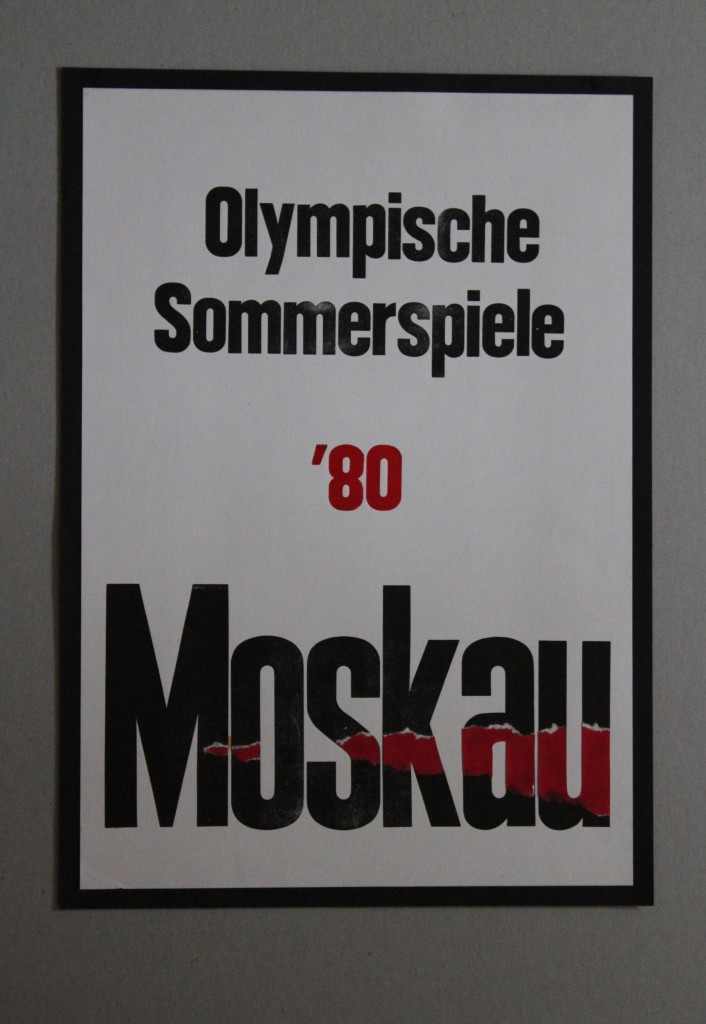 Olympische
Sommerspiele
'80
Moskau